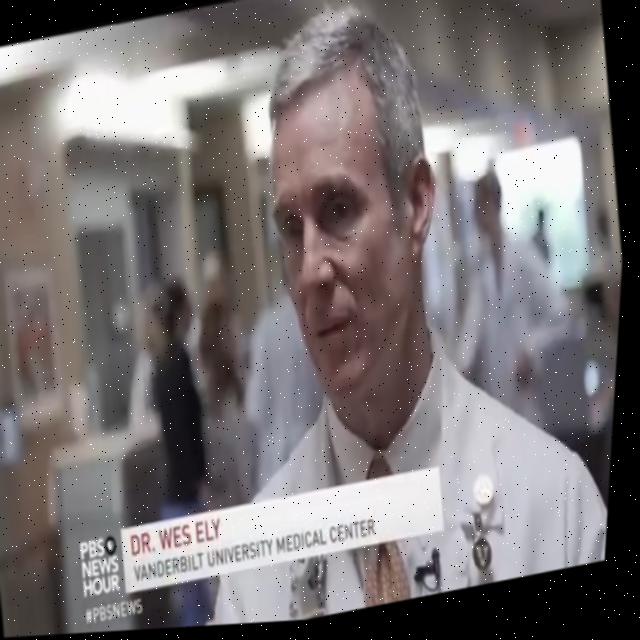 DR. WES ELY
VANDERBILT UNIVERSITY MEDICAL CENTER
PBS
NEWS
HOUR
#PBSNEWS